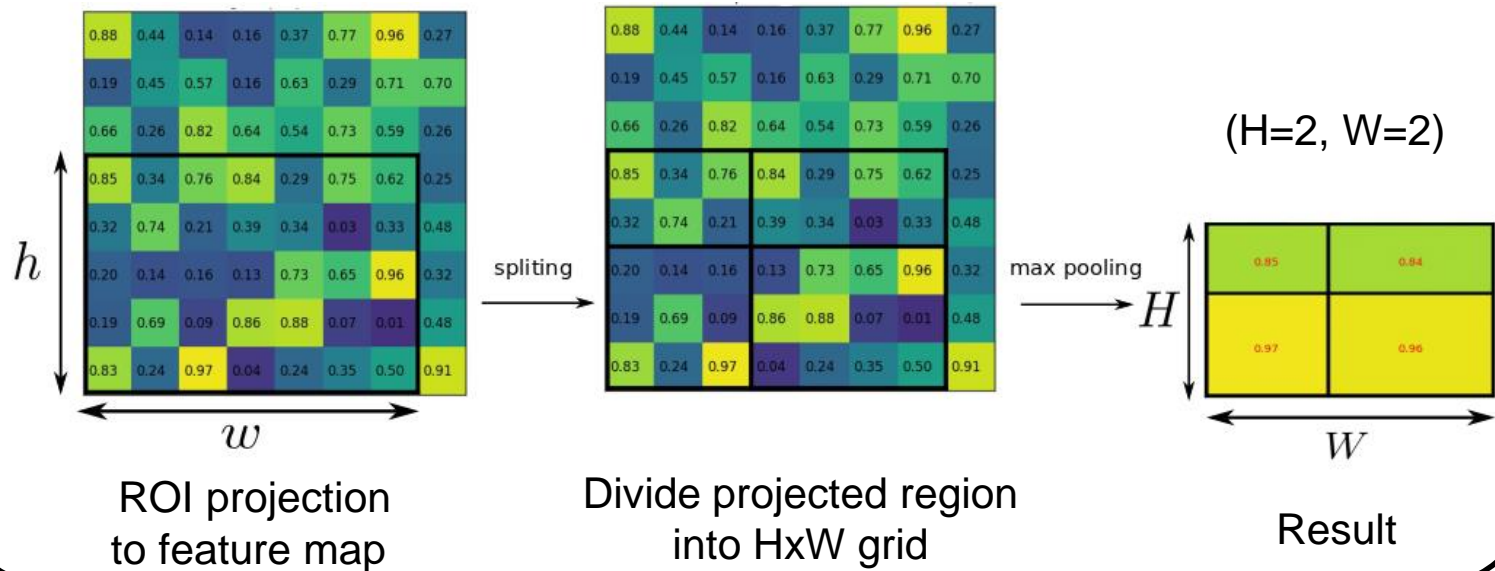 0.88 0.44 0.14 0.16 0.37 0.77 0.96 0.27
0.19 0.45 0.57 0.16 0.63 0.29 0.71 0.70
0.66 0.26 0.82 0.64 0.54 0.73 0.59 0.26
0.85 0.34 0.76 0.84 0.29 0.75 0.62 0.25
0.32 0.74 0.21 0.39 0.34 0.03 0.33 0.48
0.20 0.14 0.16 0.13 0.73 0.65 0.96 0.32
0.19 0.69 0.09 0.86 0.88 0.07 0.01 0.48
0.83 0.24 0.97 0.04 0.24 0.35 0.50 0.91
h
w
ROI projection
to feature map
spliting
0.88 0.44 0.14 0.16 0.37 0.77 0.96 0.27
0.19 0.45 0.57 0.16 0.63 0.29 0.71 0.70
0.66 0.26 0.82 0.64 0.54 0.73 0.59 0.26
0.85 0.34 0.76 0.84 0.29 0.75 0.62 0.25
0.32 0.74 0.21 0.39 0.34 0.03 0.33 0.48
0.20 0.14 0.16 0.13 0.73 0.65 0.96 0.32
0.19 0.69 0.09 0.86 0.88 0.07 0.01 0.48
0.83 0.24 0.97 0.04 0.24 0.35 0.50 0.91
Divide projected region
into HxW grid
max pooling
(H=2, W=2)
H
0.85 0.84
0.97 0.96
W
Result